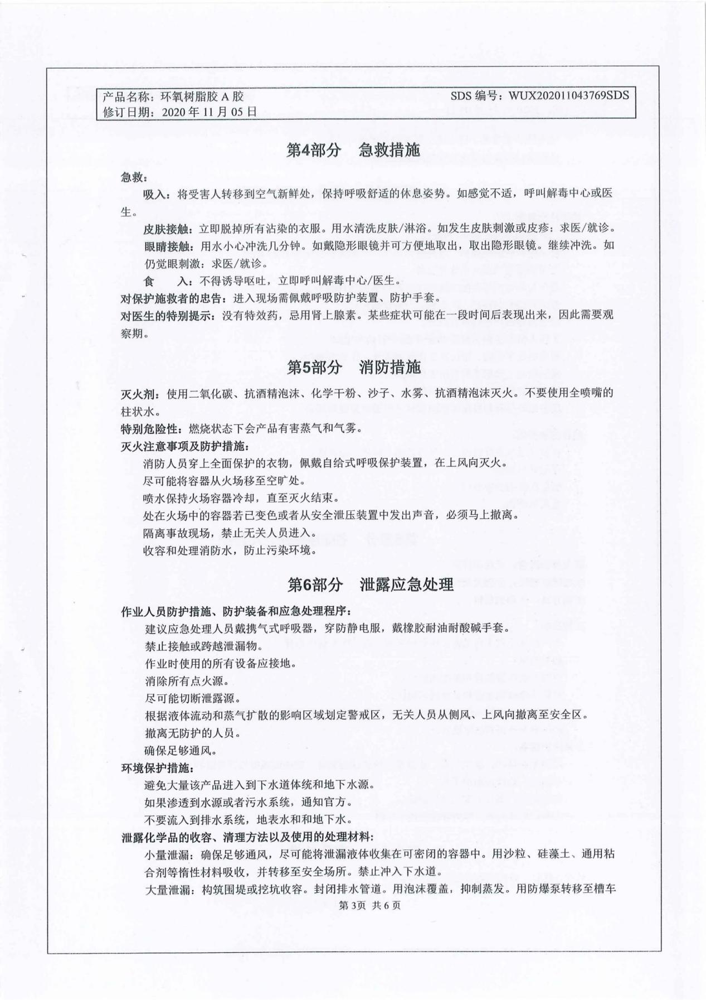 产品名称：环氧树脂胶 A 胶
SDS 编号：WUX202011043769SDS
修订日期：2020 年 11 月 05 日
第4部分 急救措施
急救：
吸入：将受害人转移到空气新鲜处，保持呼吸舒适的休息姿势。如感觉不适，呼叫解毒中心或医
生。
皮肤接触：立即脱掉所有沾染的衣服。用水清洗皮肤/淋浴。如发生皮肤刺激或皮疹：求医/就诊。
眼睛接触：用水小心冲洗几分钟。如戴隐形眼镜并可方便地取出，取出隐形眼镜。继续冲洗。如
仍觉眼刺激：求医/就诊。
食 入：不得诱导呕吐，立即呼叫解毒中心/医生。
对保护施救者的忠告：进入现场需佩戴呼吸防护装置、防护手套。
对医生的特别提示：没有特效药，忌用肾上腺素。某些症状可能在一段时间后表现出来，因此需要观
察期。
第5部分 消防措施
灭火剂：使用二氧化碳、抗酒精泡沫、化学干粉、沙子、水雾、抗酒精泡沫灭火。不要使用全喷嘴的
柱状水。
特别危险性：燃烧状态下会产品有害蒸气和气雾。
灭火注意事项及防护措施：
消防人员穿上全面保护的衣物，佩戴自给式呼吸保护装置，在上风向灭火。
尽可能将容器从火场移至空旷处。
喷水保持火场容器冷却，直至灭火结束。
处在火场中的容器若已变色或者从安全泄压装置中发出声音，必须马上撤离。
隔离事故现场，禁止无关人员进入。
收容和处理消防水，防止污染环境。
第6部分 泄露应急处理
作业人员防护措施、防护装备和应急处理程序：
建议应急处理人员戴携气式呼吸器，穿防静电服，戴橡胶耐油耐酸碱手套。
禁止接触或跨越泄漏物。
作业时使用的所有设备应接地。
消除所有点火源。
尽可能切断泄露源。
根据液体流动和蒸气扩散的影响区域划定警戒区，无关人员从侧风、上风向撤离至安全区。
撤离无防护的人员。
确保足够通风。
环境保护措施：
避免大量该产品进入到下水道体统和地下水源。
如果渗透到水源或者污水系统，通知官方。
不要流入到排水系统，地表水和和地下水。
泄露化学品的收容、清理方法以及使用的处理材料：
小量泄漏：确保足够通风，尽可能将泄漏液体收集在可密闭的容器中。用沙粒、硅藻土、通用粘
合剂等惰性材料吸收，并转移至安全场所。禁止冲入下水道。
大量泄漏：构筑围堤或挖坑收容。封闭排水管道。用泡沫覆盖，抑制蒸发。用防爆泵转移至槽车
第 3页 共 6 页